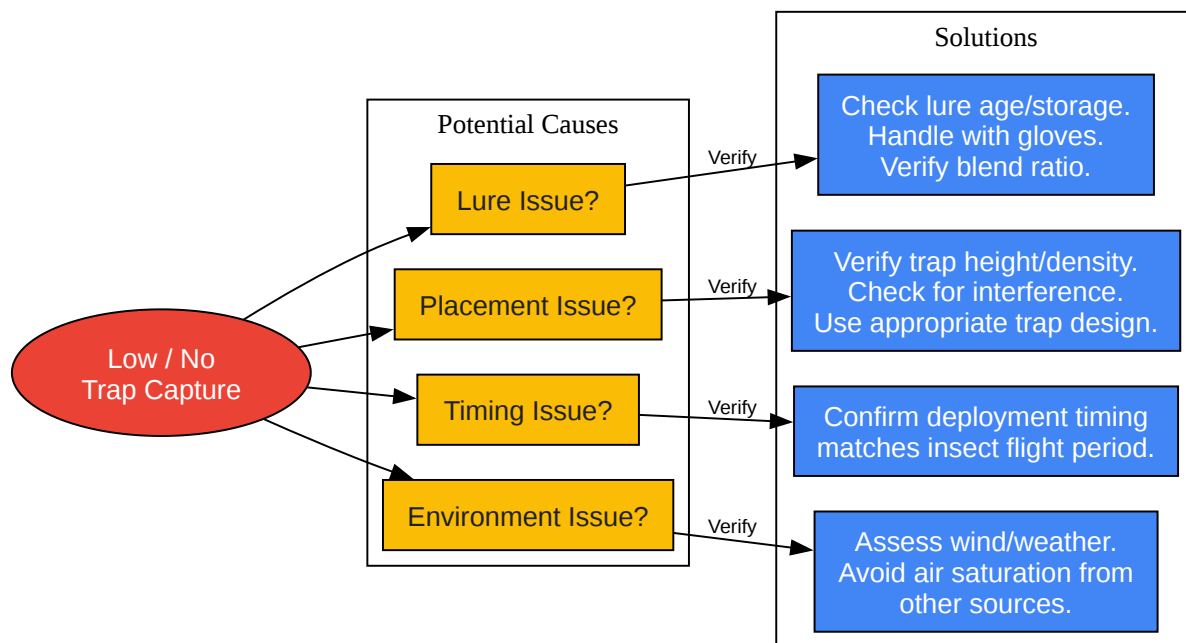 Low / No
Trap Capture
Potential Causes
Lure Issue?
Placement Issue?
Timing Issue?
Environment Issue?
Verify
Verify
Verify
Verify
Solutions
Check lure age/storage.
Handle with gloves.
Verify blend ratio.
Verify trap height/density.
Check for interference.
Use appropriate trap design.
Confirm deployment timing
matches insect flight period.
Assess wind/weather.
Avoid air saturation from
other sources.